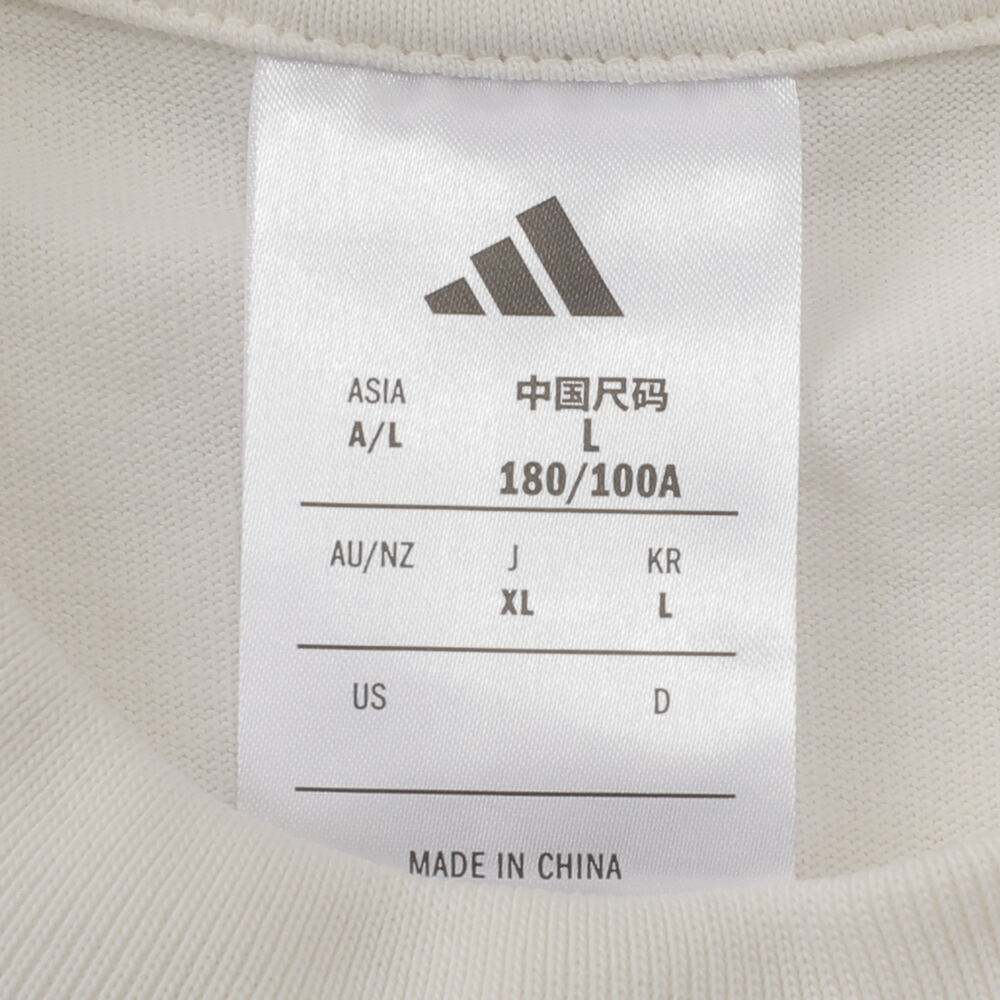 ASIA 中国尺码
A/L L
180/100A
AU/NZ J KR
XL L
US D
MADE IN CHINA